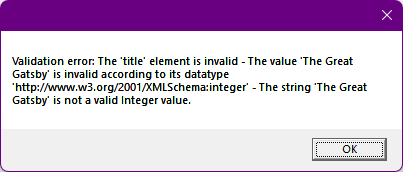 Validation error: The 'title' element is invalid - The value 'The Great
Gatsby' is invalid according to its datatype
'http://www.w3.org/2001/XMLSchema:integer' - The string 'The Great
Gatsby' is not a valid Integer value.
OK